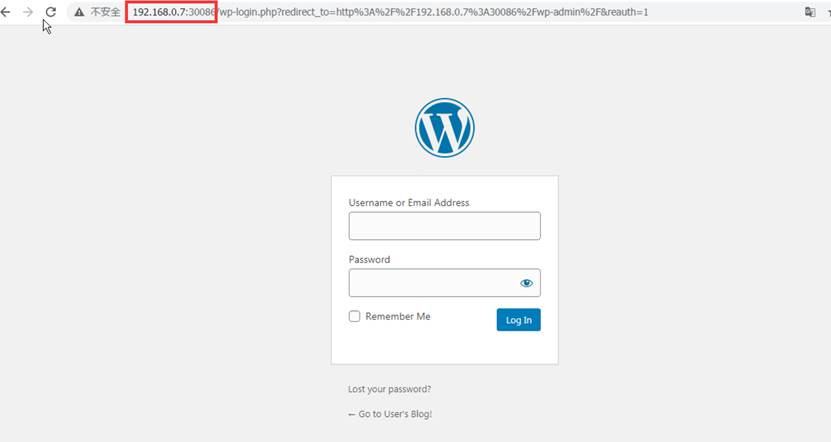 不安全 192.168.0.7:30086/wp-login.php?redirect_to=http%3A%2F%2F192.168.0.7%3A30086%2Fwp-admin%2F&reauth=1
Username or Email Address
Password
Remember Me
Log In
Lost your password?
← Go to User's Blog!